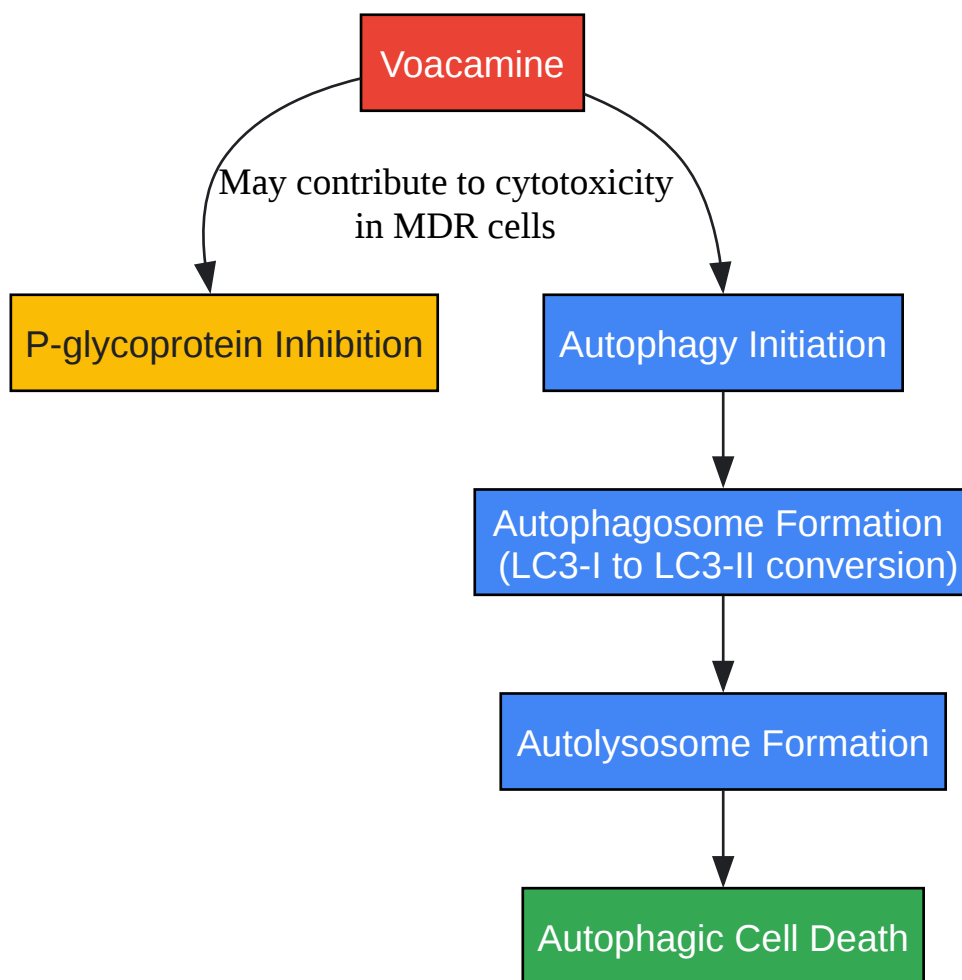 Voacamine
May contribute to cytotoxicity
in MDR cells
P-glycoprotein Inhibition
Autophagy Initiation
Autophagosome Formation
(LC3-I to LC3-II conversion)
Autolysosome Formation
Autophagic Cell Death